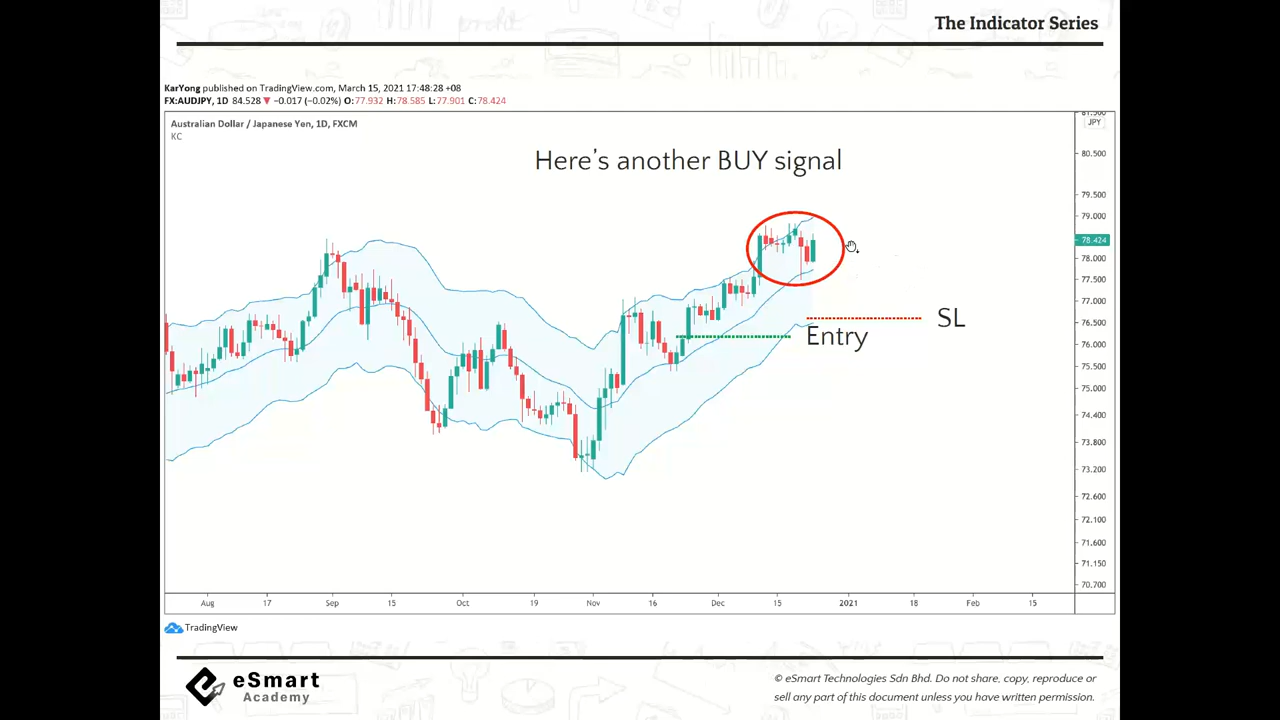 The Indicator Series
KarYong published on TradingView.com, March 15, 2021 17:48:28 +08
FX:AUDJPY, 1D 84.528 ▼ −0.017 (−0.02%) O:77.932 H:78.585 L:77.901 C:78.424
Australian Dollar / Japanese Yen, 1D, FXCM
KC
JPY
Here's another BUY signal
81.500
80.500
79.500
79.000
78.424
78.000
77.500
77.000
76.500
76.000
75.500
75.000
74.400
73.800
73.200
72.600
72.100
71.600
71.150
70.700
SL
Entry
Aug 17 Sep 15 Oct 19 Nov 16 Dec 15 2021 18 Feb 15
TradingView
eSmart
Academy
© eSmart Technologies Sdn Bhd. Do not share, copy, reproduce or
sell any part of this document unless you have written permission.